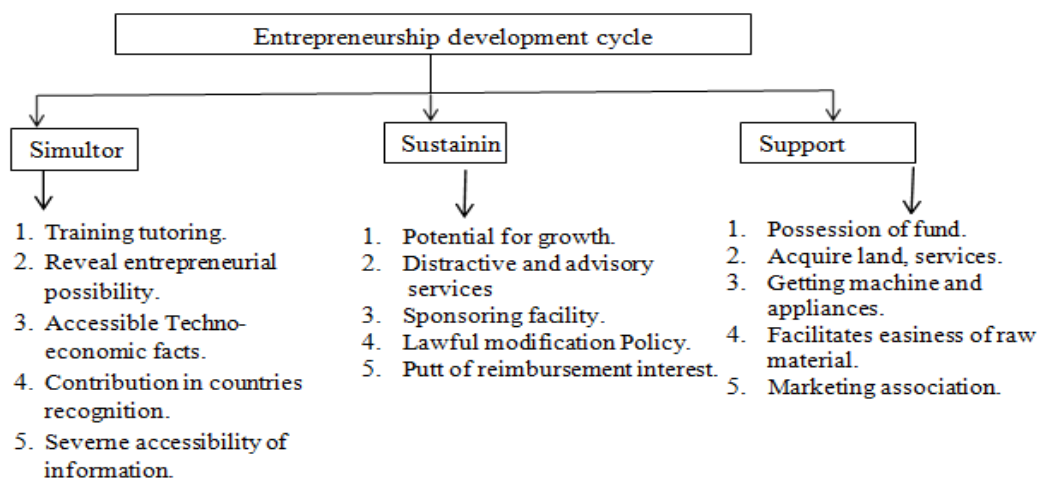 Entrepreneurship development cycle
Simultor
Sustainin
Support
1. Training tutoring.
2. Reveal entrepreneurial
possibility.
3. Accessible Techno-
economic facts.
4. Contribution in countries
recognition.
5. Severne accessibility of
information.
1. Potential for growth.
2. Distractive and advisory
services
3. Sponsoring facility.
4. Lawful modification Policy.
5. Putt of reimbursement interest.
1. Possession of fund.
2. Acquire land, services.
3. Getting machine and
appliances.
4. Facilitates easiness of raw
material.
5. Marketing association.